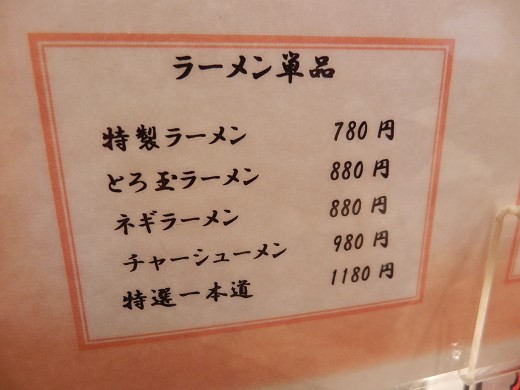 ラーメン単品
特製ラーメン 780円
とろ玉ラーメン 880円
ネギラーメン 880円
チャーシューメン 980円
特選一本道 1180円